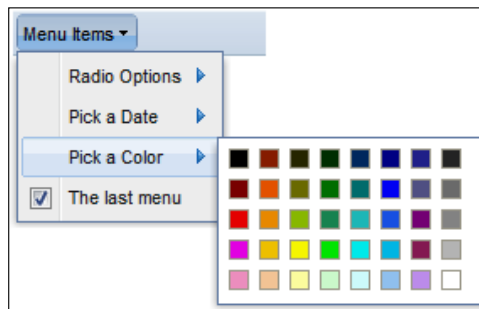 Menu Items
Radio Options
Pick a Date
Pick a Color
The last menu